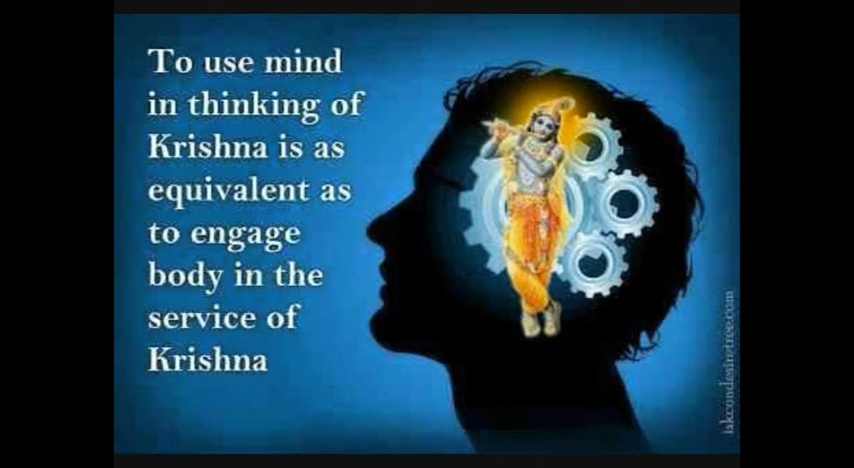 To use mind
in thinking of
Krishna is as
equivalent as
to engage
body in the
service of
Krishna
iskcondesiretree.com